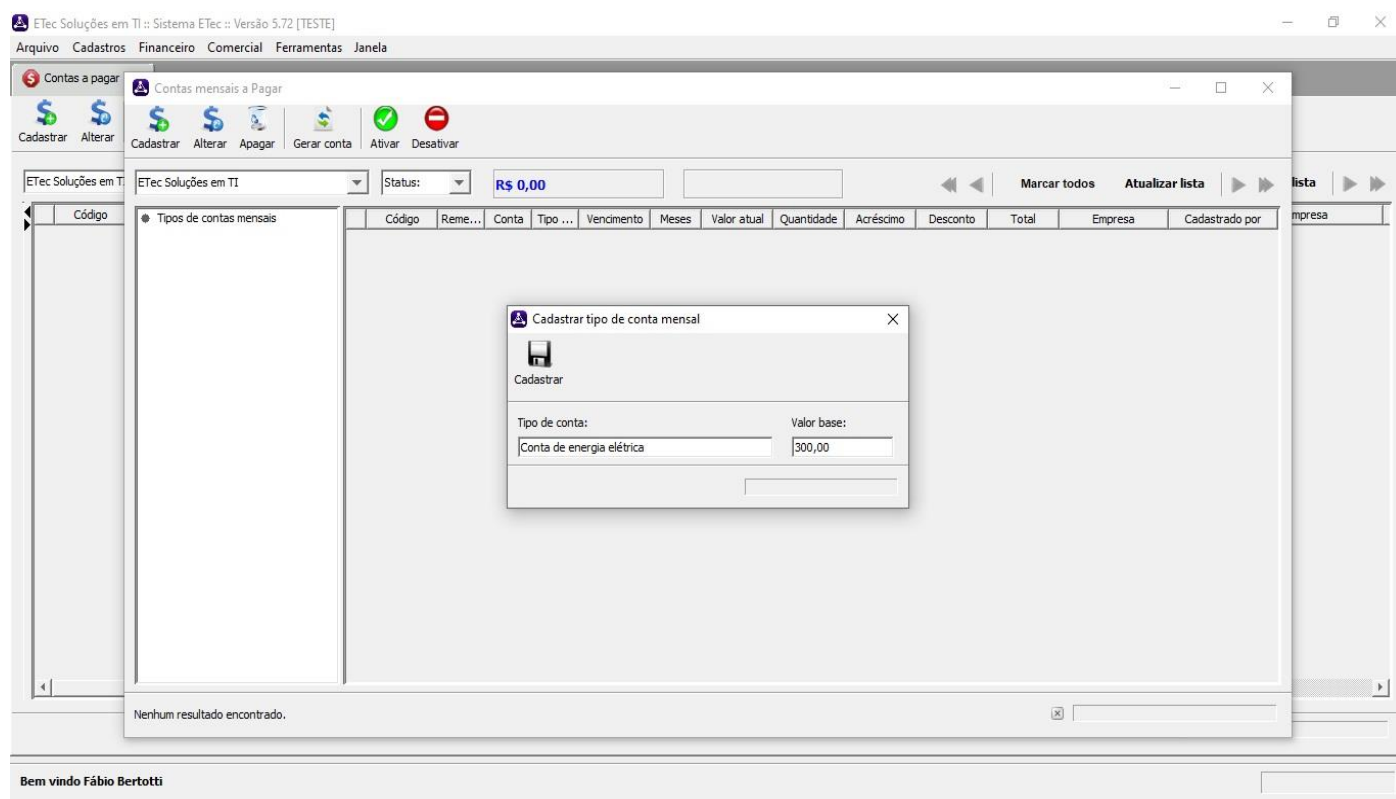 ETec Soluções em TI :: Sistema ETec :: Versão 5.72 [TESTE]
Arquivo Cadastros Financeiro Comercial Ferramentas Janela
Contas a pagar
Cadastrar Alterar
ETec Soluções em T
Código
Contas mensais a Pagar
Cadastrar Alterar Apagar Gerar conta Ativar Desativar
ETec Soluções em TI Status: R$ 0,00 Marcar todos Atualizar lista
Tipos de contas mensais
Código Reme... Conta Tipo ... Vencimento Meses Valor atual Quantidade Acréscimo Desconto Total Empresa Cadastrado por
lista
mpresa
Cadastrar tipo de conta mensal
Cadastrar
Tipo de conta: Valor base:
Conta de energia elétrica 300,00
Nenhum resultado encontrado.
Bem vindo Fábio Bertotti